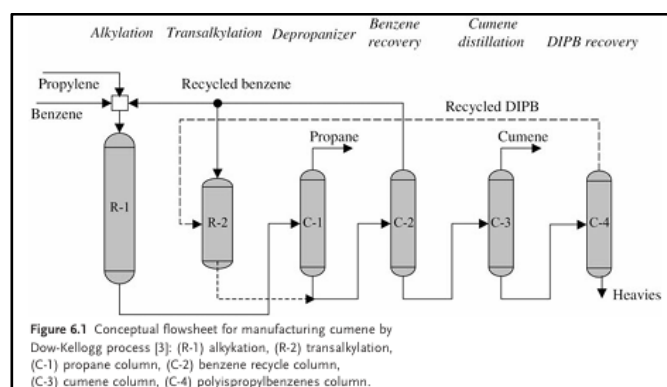 Alkylation Transalkylation Depropanizer Benzene recovery Cumene distillation DIPB recovery
Propylene
Recycled benzene
Recycled DIPB
Benzene
Propane
Cumene
R-1
R-2
C-1
C-2
C-3
C-4
Heavies
Figure 6.1 Conceptual flowsheet for manufacturing cumene by
Dow-Kellogg process [3]: (R-1) alkykation, (R-2) transalkylation,
(C-1) propane column, (C-2) benzene recycle column,
(C-3) cumene column, (C-4) polyispropylbenzenes column.